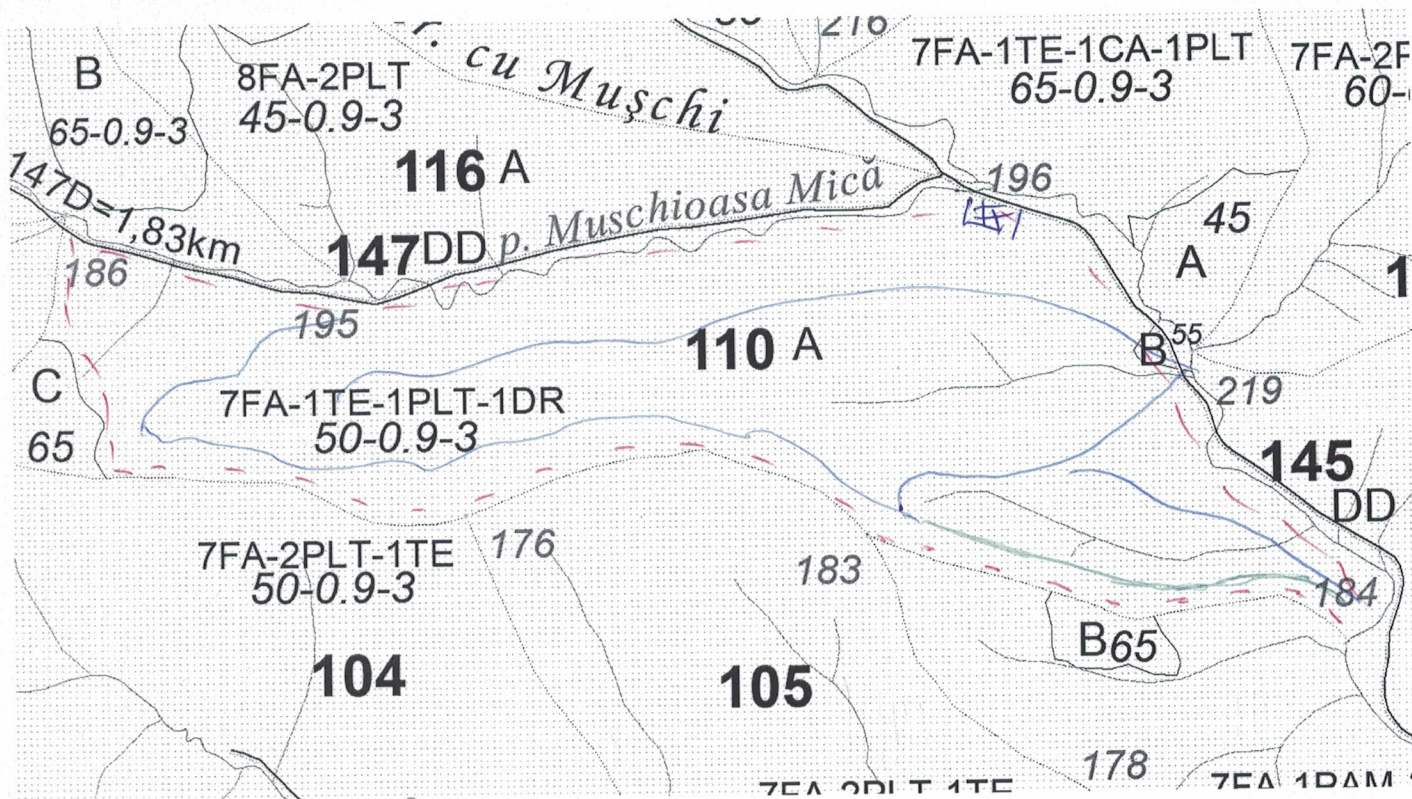 216
7FA-1TE-1CA-1PLT
65-0.9-3
B
65-0.9-3
8FA-2PLT
45-0.9-3
cu Muşchi
116 A
147D=1,83km
147DD
p. Muschioasa Mică
196
45
A
186
195
110 A
B 55
219
C
65
7FA-1TE-1PLT-1DR
50-0.9-3
145
DD
7FA-2PLT-1TE
50-0.9-3
176
183
184
B65
104
105
178